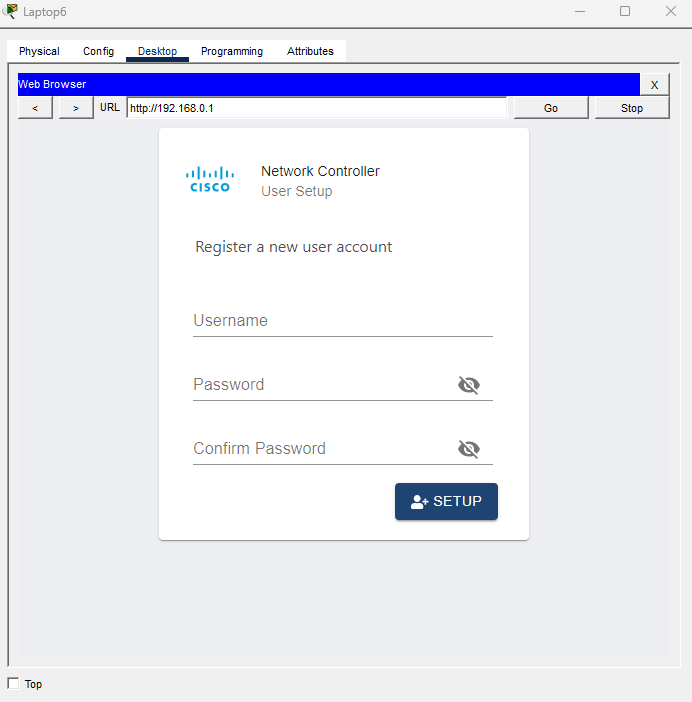 Laptop6
Physical Config Desktop Programming Attributes
Web Browser X
< > URL http://192.168.0.1 Go Stop
CISCO
Network Controller
User Setup
Register a new user account
Username
Password
Confirm Password
SETUP
Top